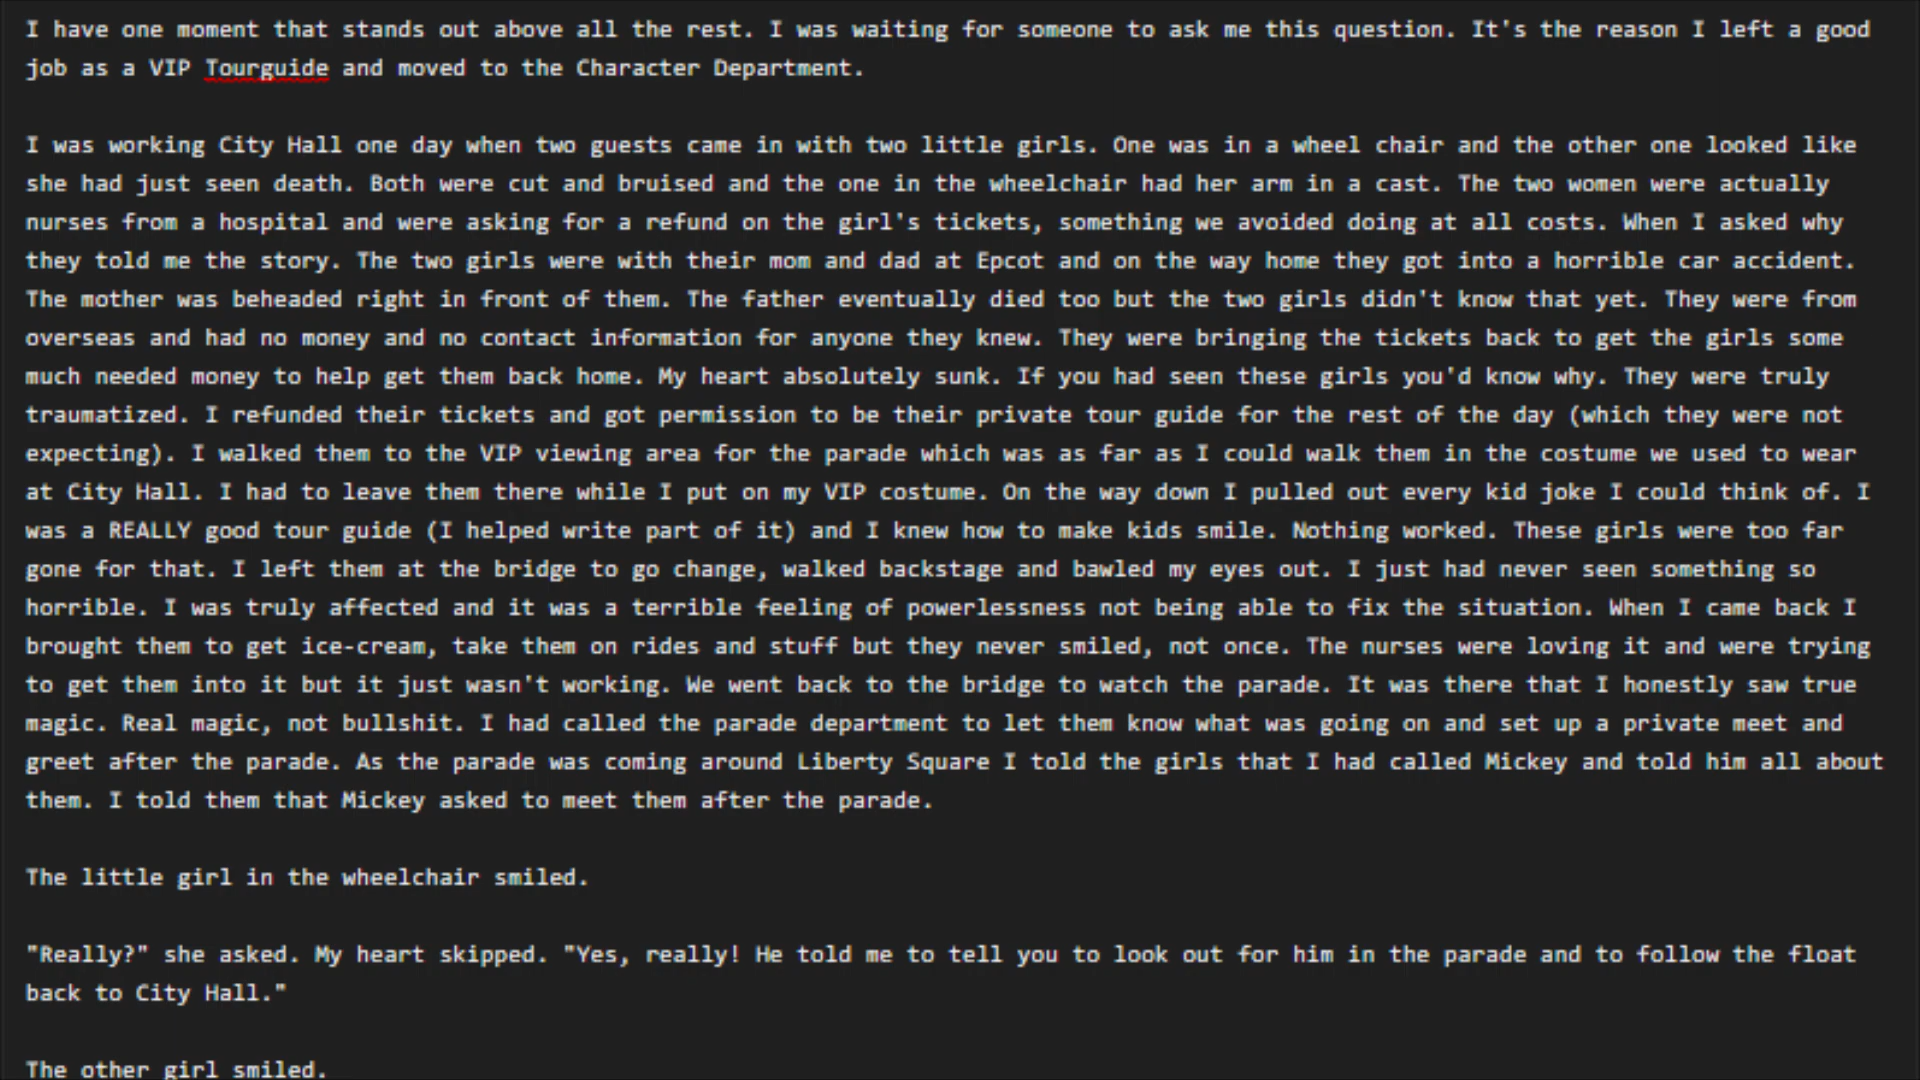 I have one moment that stands out above all the rest. I was waiting for someone to ask me this question. It's the reason I left a good
job as a VIP Tourguide and moved to the Character Department.
I was working City Hall one day when two guests came in with two little girls. One was in a wheel chair and the other one looked like
she had just seen death. Both were cut and bruised and the one in the wheelchair had her arm in a cast. The two women were actually
nurses from a hospital and were asking for a refund on the girl's tickets, something we avoided doing at all costs. When I asked why
they told me the story. The two girls were with their mom and dad at Epcot and on the way home they got into a horrible car accident.
The mother was beheaded right in front of them. The father eventually died too but the two girls didn't know that yet. They were from
overseas and had no money and no contact information for anyone they knew. They were bringing the tickets back to get the girls some
much needed money to help get them back home. My heart absolutely sunk. If you had seen these girls you'd know why. They were truly
traumatized. I refunded their tickets and got permission to be their private tour guide for the rest of the day (which they were not
expecting). I walked them to the VIP viewing area for the parade which was as far as I could walk them in the costume we used to wear
at City Hall. I had to leave them there while I put on my VIP costume. On the way down I pulled out every kid joke I could think of. I
was a REALLY good tour guide (I helped write part of it) and I knew how to make kids smile. Nothing worked. These girls were too far
gone for that. I left them at the bridge to go change, walked backstage and bawled my eyes out. I just had never seen something so
horrible. I was truly affected and it was a terrible feeling of powerlessness not being able to fix the situation. When I came back I
brought them to get ice-cream, take them on rides and stuff but they never smiled, not once. The nurses were loving it and were trying
to get them into it but it just wasn't working. We went back to the bridge to watch the parade. It was there that I honestly saw true
magic. Real magic, not bullshit. I had called the parade department to let them know what was going on and set up a private meet and
greet after the parade. As the parade was coming around Liberty Square I told the girls that I had called Mickey and told him all about
them. I told them that Mickey asked to meet them after the parade.
The little girl in the wheelchair smiled.
"Really?" she asked. My heart skipped. "Yes, really! He told me to tell you to look out for him in the parade and to follow the float
back to City Hall."
The other girl smiled.